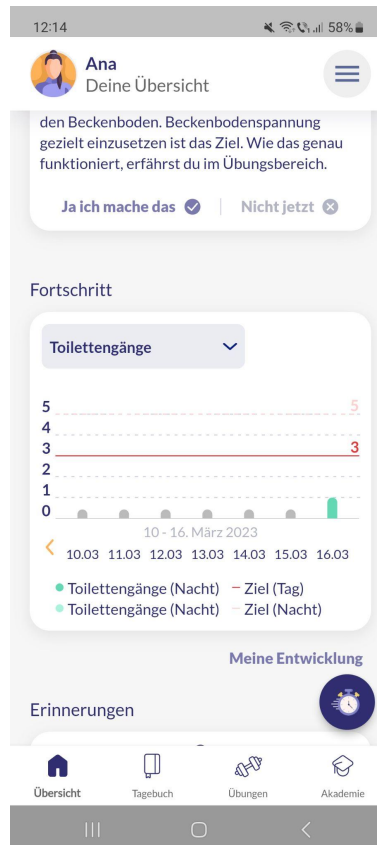 12:14
58%
Ana
Deine Übersicht
den Beckenboden. Beckenbodenspannung
gezielt einzusetzen ist das Ziel. Wie das genau
funktioniert, erfährst du im Übungsbereich.
Ja ich mache das
Nicht jetzt
Fortschritt
Toilettengänge
5 5
4
3 3
2
1
0
10 - 16. März 2023
10.03 11.03 12.03 13.03 14.03 15.03 16.03
Toilettengänge (Nacht) Ziel (Tag)
Toilettengänge (Nacht) Ziel (Nacht)
Meine Entwicklung
Erinnerungen
Übersicht Tagebuch Übungen Akademie